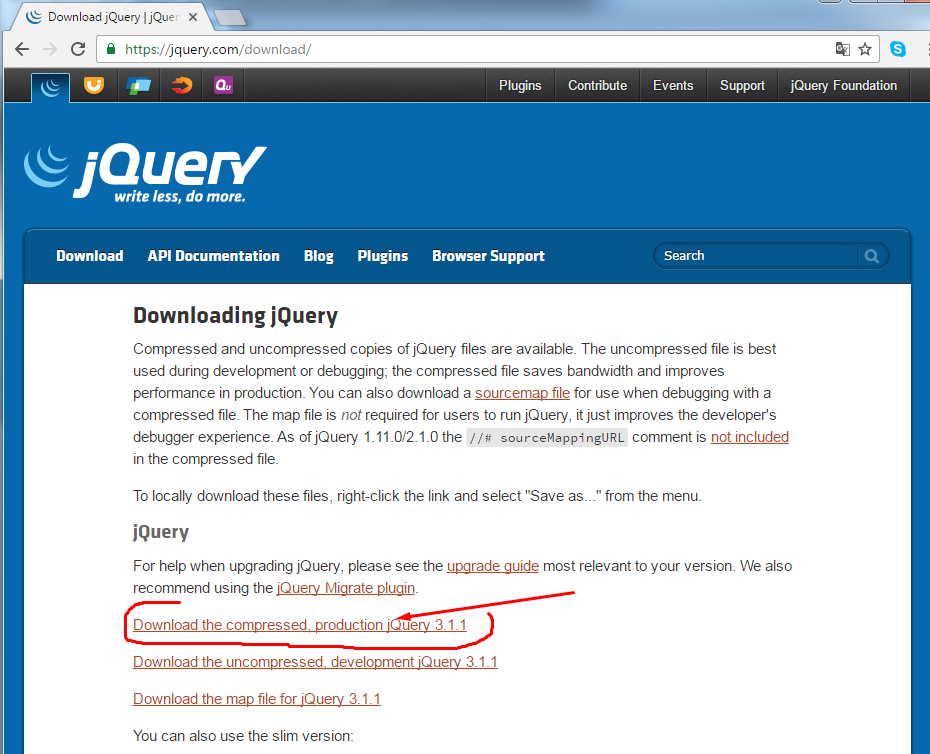 Download jQuery | jQuer
https://jquery.com/download/
Qu
Plugins Contribute Events Support jQuery Foundation
jQuery
write less, do more.
Download API Documentation Blog Plugins Browser Support Search
Downloading jQuery
Compressed and uncompressed copies of jQuery files are available. The uncompressed file is best
used during development or debugging; the compressed file saves bandwidth and improves
performance in production. You can also download a sourcemap file for use when debugging with a
compressed file. The map file is not required for users to run jQuery, it just improves the developer's
debugger experience. As of jQuery 1.11.0/2.1.0 the //# sourceMappingURL comment is not included
in the compressed file.
To locally download these files, right-click the link and select "Save as..." from the menu.
jQuery
For help when upgrading jQuery, please see the upgrade guide most relevant to your version. We also
recommend using the jQuery Migrate plugin.
Download the compressed, production jQuery 3.1.1
Download the uncompressed, development jQuery 3.1.1
Download the map file for jQuery 3.1.1
You can also use the slim version: